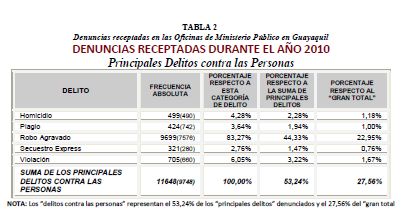 TABLA 2
Denuncias receptadas en las Oficinas de Ministerio Público en Guayaquil
DENUNCIAS RECEPTADAS DURANTE EL AÑO 2010
Principales Delitos contra las Personas
DELITO FRECUENCIA ABSOLUTA PORCENTAJE RESPECTO A ESTA CATEGORÍA DE DELITO PORCENTAJE RESPECTO A LA SUMA DE PRINCIPALES DELITOS PORCENTAJE RESPECTO AL "GRAN TOTAL"
Homicidio 499(490) 4,28% 2,28% 1,18%
Plagio 424(742) 3,64% 1,94% 1,00%
Robo Agravado 9699(7576) 83,27% 44,33% 22,95%
Secuestro Express 321(280) 2,76% 1,47% 0,76%
Violación 705(660) 6,05% 3,22% 1,67%
SUMA DE LOS PRINCIPALES DELITOS CONTRA LAS PERSONAS 11648(9748) 100,00% 53,24% 27,56%
NOTA: Los "delitos contra las personas" representan el 53,24% de los "principales delitos" denunciados y el 27,56% del "gran total